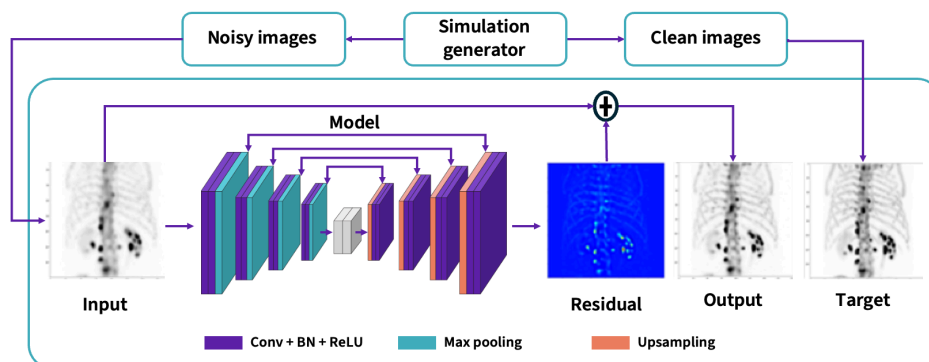 Noisy images
Simulation
generator
Clean images
Model
Input
Residual
Output
Target
Conv + BN + ReLU
Max pooling
Upsampling